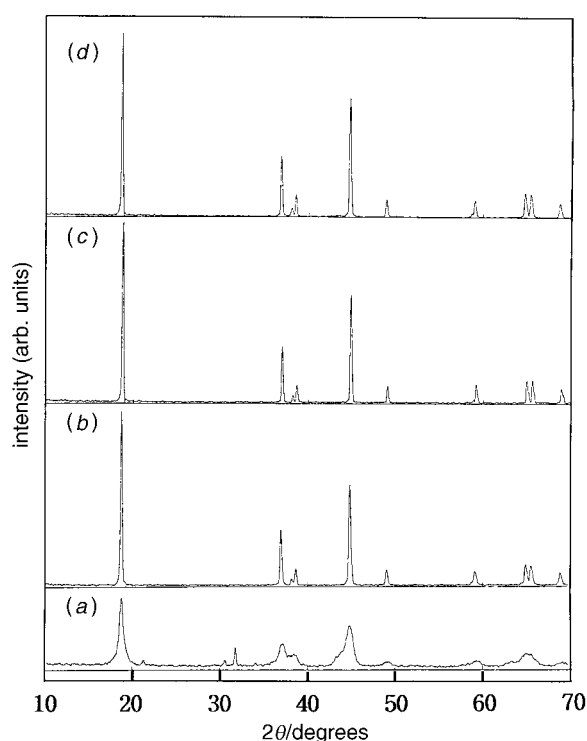 (d)
(c)
(b)
(a)
intensity (arb. units)
10 20 30 40 50 60 70
2θ/degrees